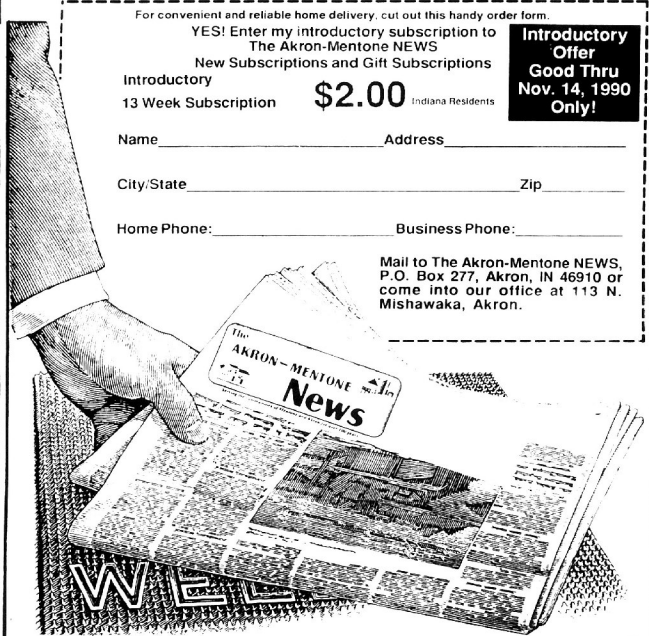 For convenient and reliable home delivery, cut out this handy order form.
YES! Enter my introductory subscription to
The Akron-Mentone NEWS
New Subscriptions and Gift Subscriptions
Introductory
Offer
Good Thru
Nov. 14, 1990
Only!
Introductory
13 Week Subscription
$2.00 Indiana Residents
Name Address
City/State Zip
Home Phone: Business Phone:
Mail to The Akron-Mentone NEWS,
P.O. Box 277, Akron, IN 46910 or
come into our office at 113 N.
Mishawaka, Akron.
The
AKRON-MENTONE
News
WEL